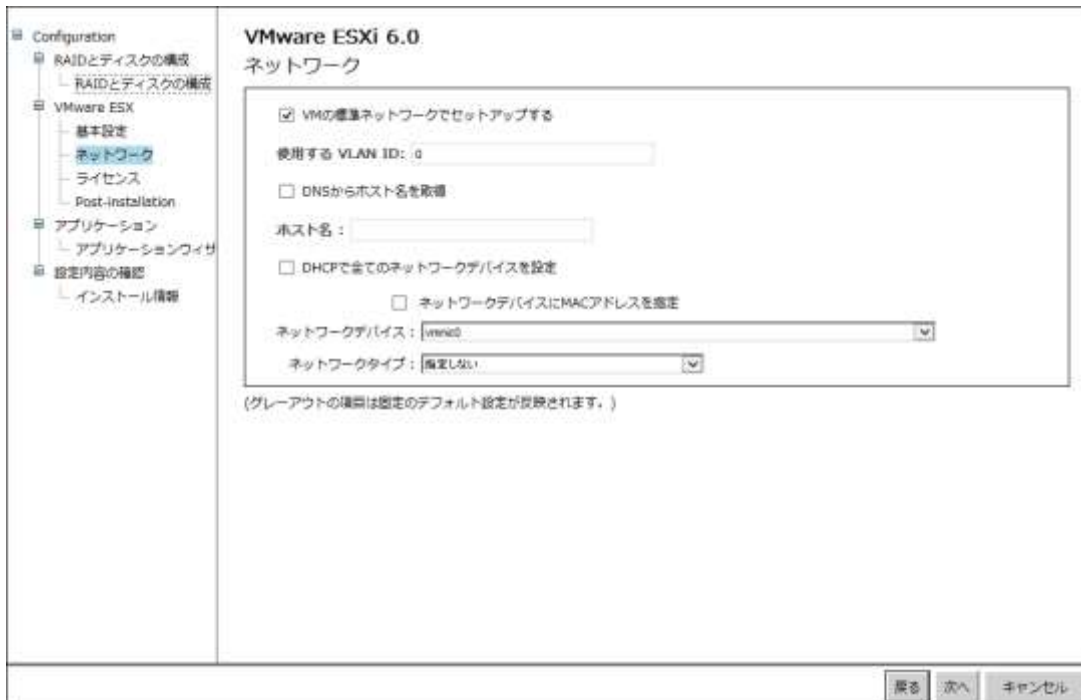 Configuration
RAIDとディスクの構成
RAIDとディスクの構成
VMware ESX
基本設定
ネットワーク
ライセンス
Post-installation
アプリケーション
アプリケーションウィザ
設定内容の確認
インストール情報
VMware ESXi 6.0
ネットワーク
VMの標準ネットワークでセットアップする
使用する VLAN ID: 0
DNSからホスト名を取得
ホスト名：
DHCPで全てのネットワークデバイスを設定
ネットワークデバイスにMACアドレスを指定
ネットワークデバイス： vmnic0
ネットワークタイプ： 指定しない
(グレーアウトの項目は固定のデフォルト設定が反映されます。)
戻る 次へ キャンセル